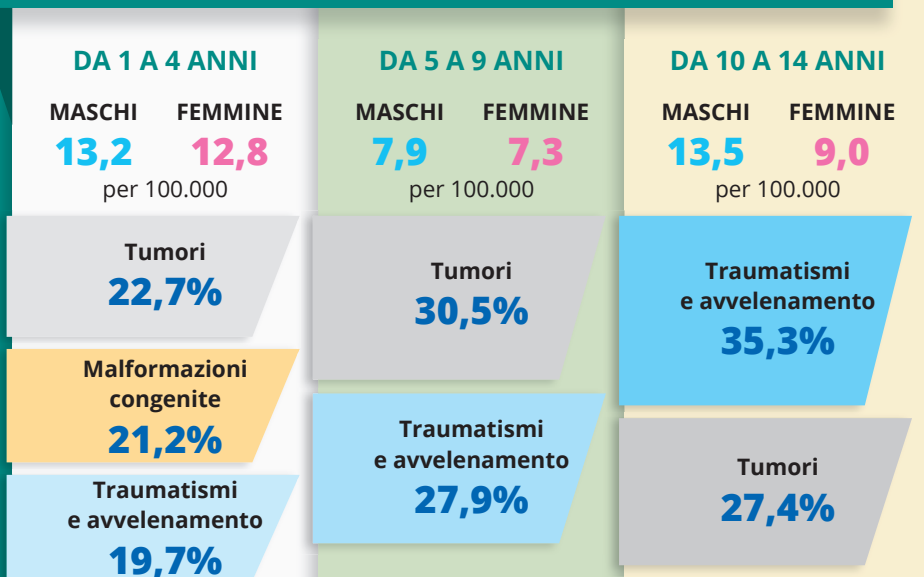 DA 1 A 4 ANNI
MASCHI FEMMINE
13,2 12,8
per 100.000
Tumori
22,7%
Malformazioni
congenite
21,2%
Traumatismi
e avvelenamento
19,7%
DA 5 A 9 ANNI
MASCHI FEMMINE
7,9 7,3
per 100.000
Tumori
30,5%
Traumatismi
e avvelenamento
27,9%
DA 10 A 14 ANNI
MASCHI FEMMINE
13,5 9,0
per 100.000
Traumatismi
e avvelenamento
35,3%
Tumori
27,4%